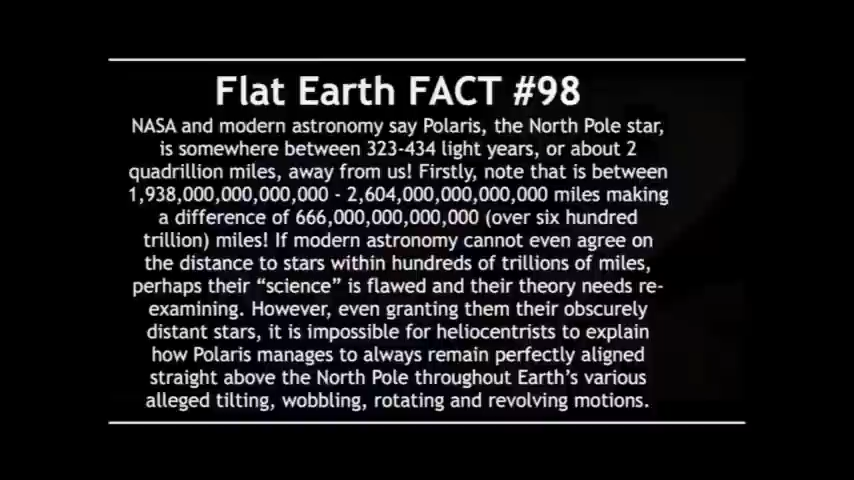 Flat Earth FACT #98
NASA and modern astronomy say Polaris, the North Pole star,
is somewhere between 323-434 light years, or about 2
quadrillion miles, away from us! Firstly, note that is between
1,938,000,000,000,000 - 2,604,000,000,000,000 miles making
a difference of 666,000,000,000,000 (over six hundred
trillion) miles! If modern astronomy cannot even agree on
the distance to stars within hundreds of trillions of miles,
perhaps their “science” is flawed and their theory needs re-
examining. However, even granting them their obscurely
distant stars, it is impossible for heliocentrists to explain
how Polaris manages to always remain perfectly aligned
straight above the North Pole throughout Earth’s various
alleged tilting, wobbling, rotating and revolving motions.